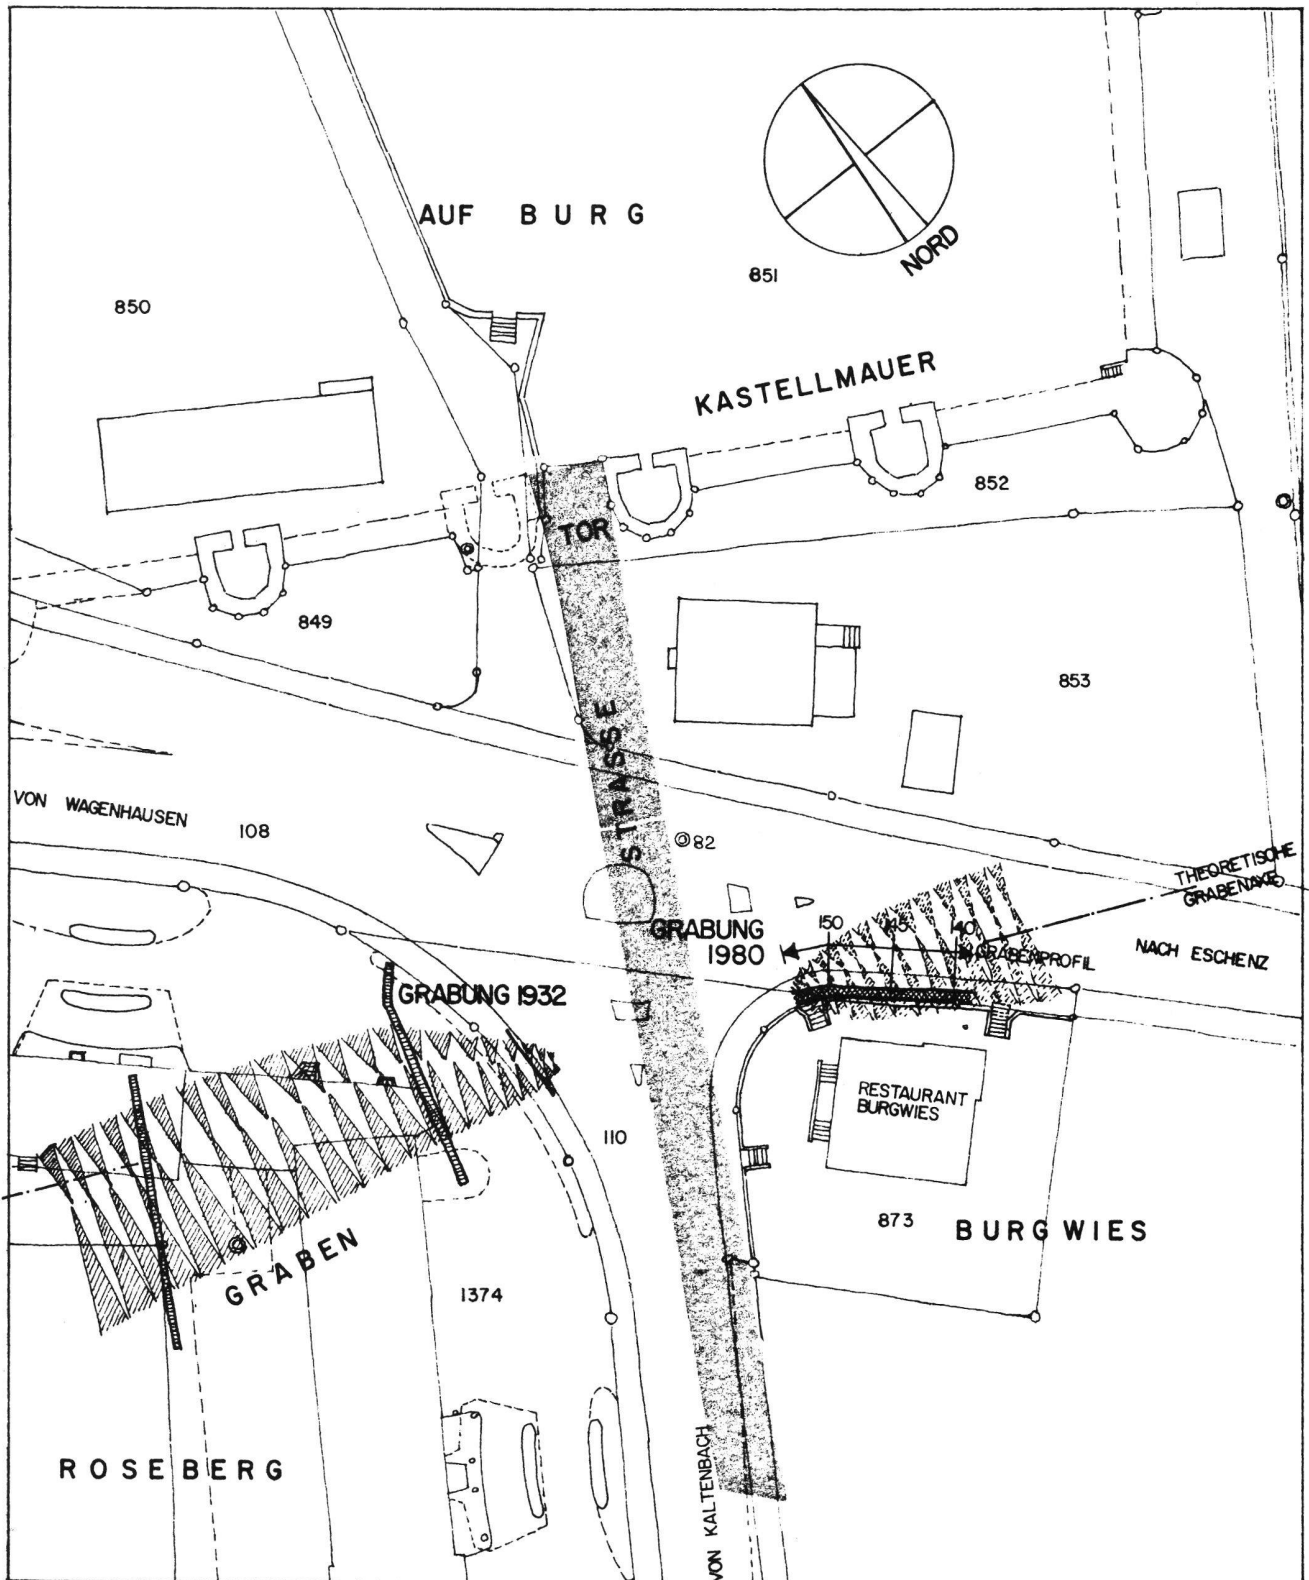 AUF BURG
NORD
851
850
KASTELLMAUER
852
TOR
849
853
STRASSE
VON WAGENHAUSEN
108
82
THEORETISCHE
GRABENAXE
GRABUNG
1980
150
145
140
GRABENPROFIL
NACH ESCHENZ
GRABUNG 1932
RESTAURANT
BURGWIES
110
873
BURGWIES
GRABEN
1374
ROSEBERG
VON KALTENBACH